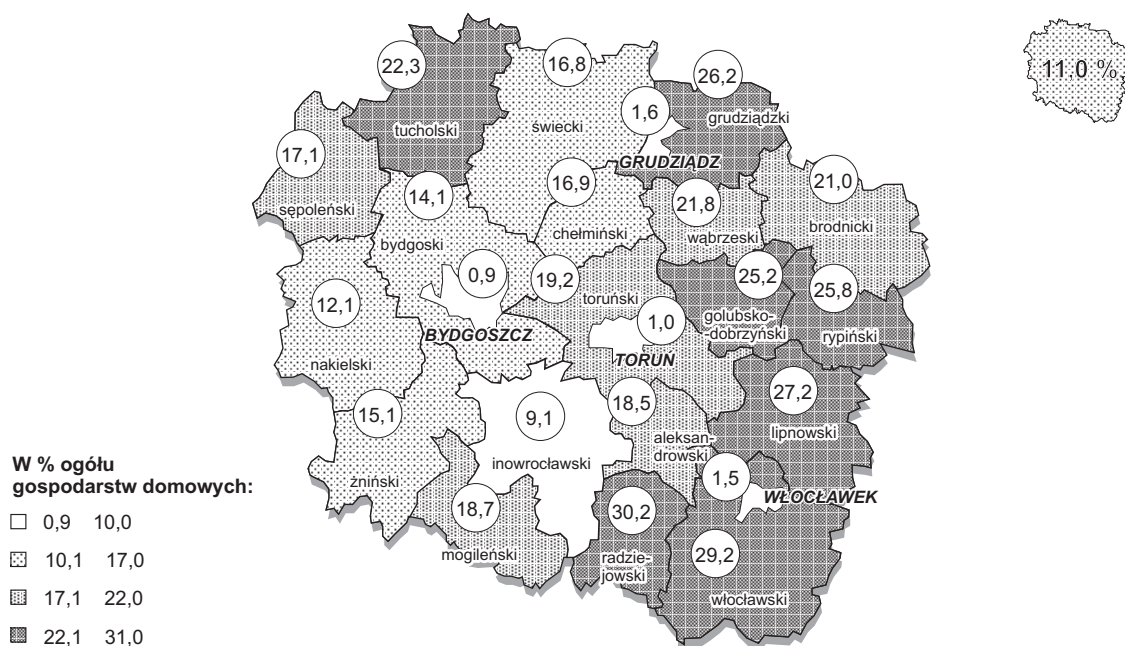 11,0 %
22,3
16,8
26,2
1,6
tucholski
świecki
grudziądzki
GRUDZIĄDZ
17,1
14,1
16,9
21,8
21,0
sępoleński
bydgoski
chełmiński
wąbrzeski
brodnicki
0,9
19,2
25,2
25,8
12,1
toruński
1,0
golubsko-
-dobrzyński
rypiński
BYDGOSZCZ
TORUŃ
nakielski
27,2
15,1
9,1
18,5
lipnowski
aleksan-
drowski
żniński
inowrocławski
1,5
WŁOCŁAWEK
18,7
30,2
29,2
mogileński
radzie-
jowski
włocławski
W % ogółu
gospodarstw domowych:
0,9 10,0
10,1 17,0
17,1 22,0
22,1 31,0